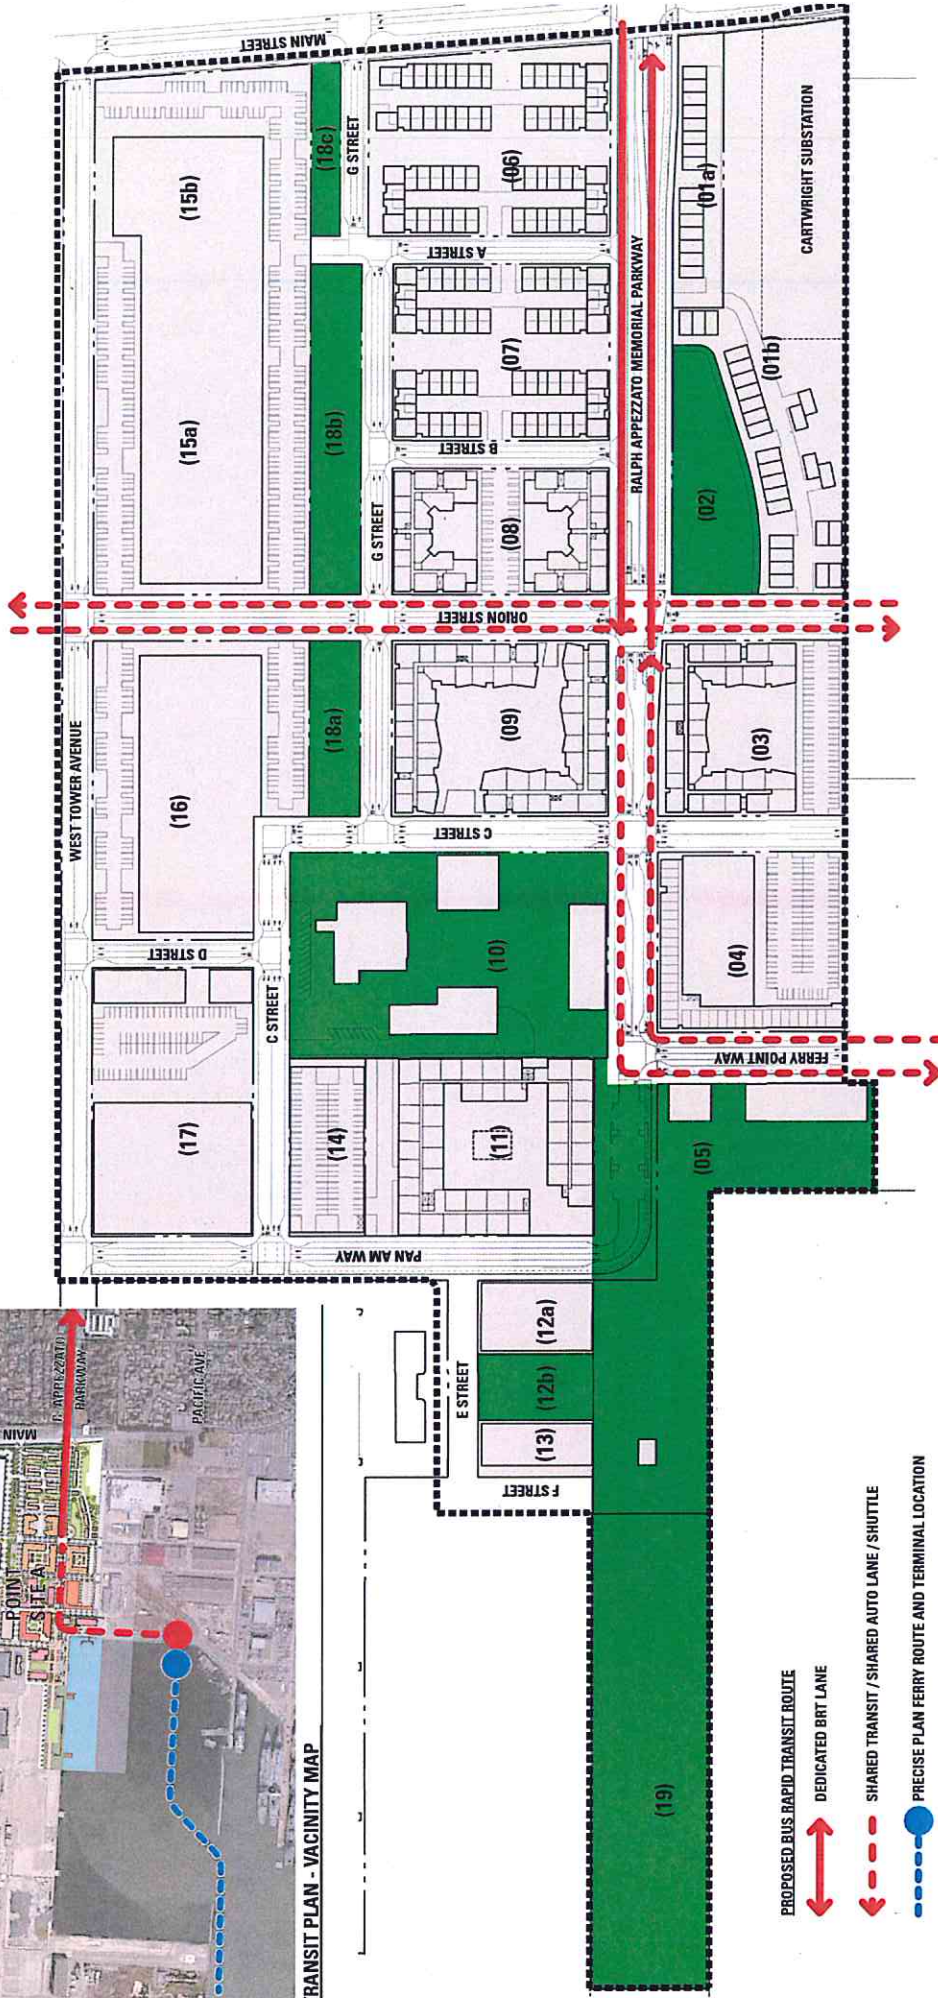 MAIN STREET
(15b)
(18c)
G STREET
(06)
(01a)
CARTWRIGHT SUBSTATION
A STREET
RALPH APPEZZATO MEMORIAL PARKWAY
(15a)
(18b)
(07)
(01b)
B STREET
G STREET
(08)
(02)
ORION STREET
WEST TOWER AVENUE
(16)
(18a)
(09)
(03)
C STREET
D STREET
(10)
(04)
C STREET
FERRY POINT WAY
(17)
(14)
(11)
(05)
PAN AM WAY
E STREET
(12a)
(12b)
(13)
F STREET
(19)
MAIN
R. APPEZZATO
PARKWAY
PACIFIC AVE
POINT
SITE A
TRANSIT PLAN - VACINITY MAP
PROPOSED BUS RAPID TRANSIT ROUTE
DEDICATED BRT LANE
SHARED TRANSIT / SHARED AUTO LANE / SHUTTLE
PRECISE PLAN FERRY ROUTE AND TERMINAL LOCATION